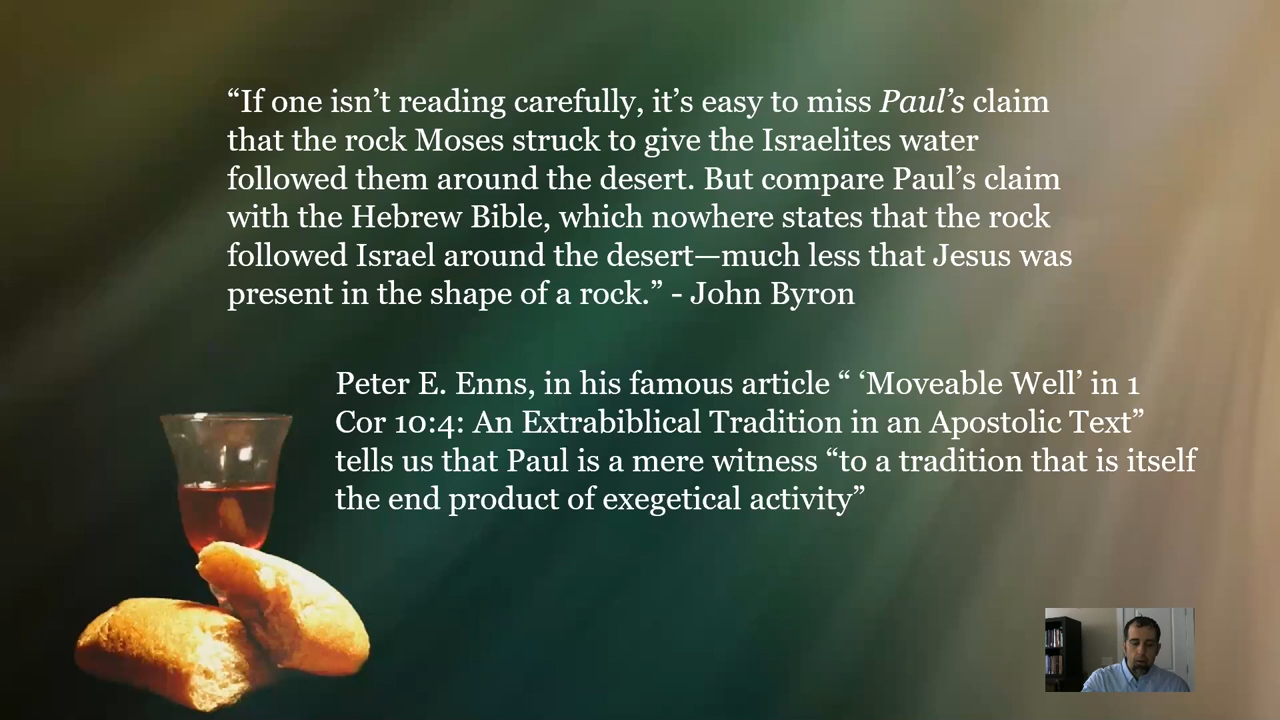 “If one isn’t reading carefully, it’s easy to miss Paul’s claim
that the rock Moses struck to give the Israelites water
followed them around the desert. But compare Paul’s claim
with the Hebrew Bible, which nowhere states that the rock
followed Israel around the desert—much less that Jesus was
present in the shape of a rock.” - John Byron
Peter E. Enns, in his famous article “ ‘Moveable Well’ in 1
Cor 10:4: An Extrabiblical Tradition in an Apostolic Text”
tells us that Paul is a mere witness “to a tradition that is itself
the end product of exegetical activity”